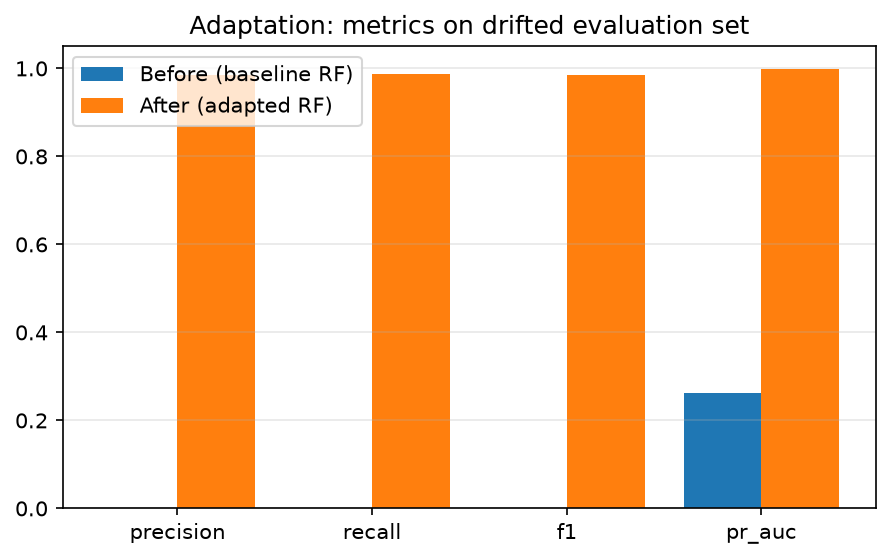 Adaptation: metrics on drifted evaluation set
Before (baseline RF)
After (adapted RF)
1.0
0.8
0.6
0.4
0.2
0.0
precision recall f1 pr_auc